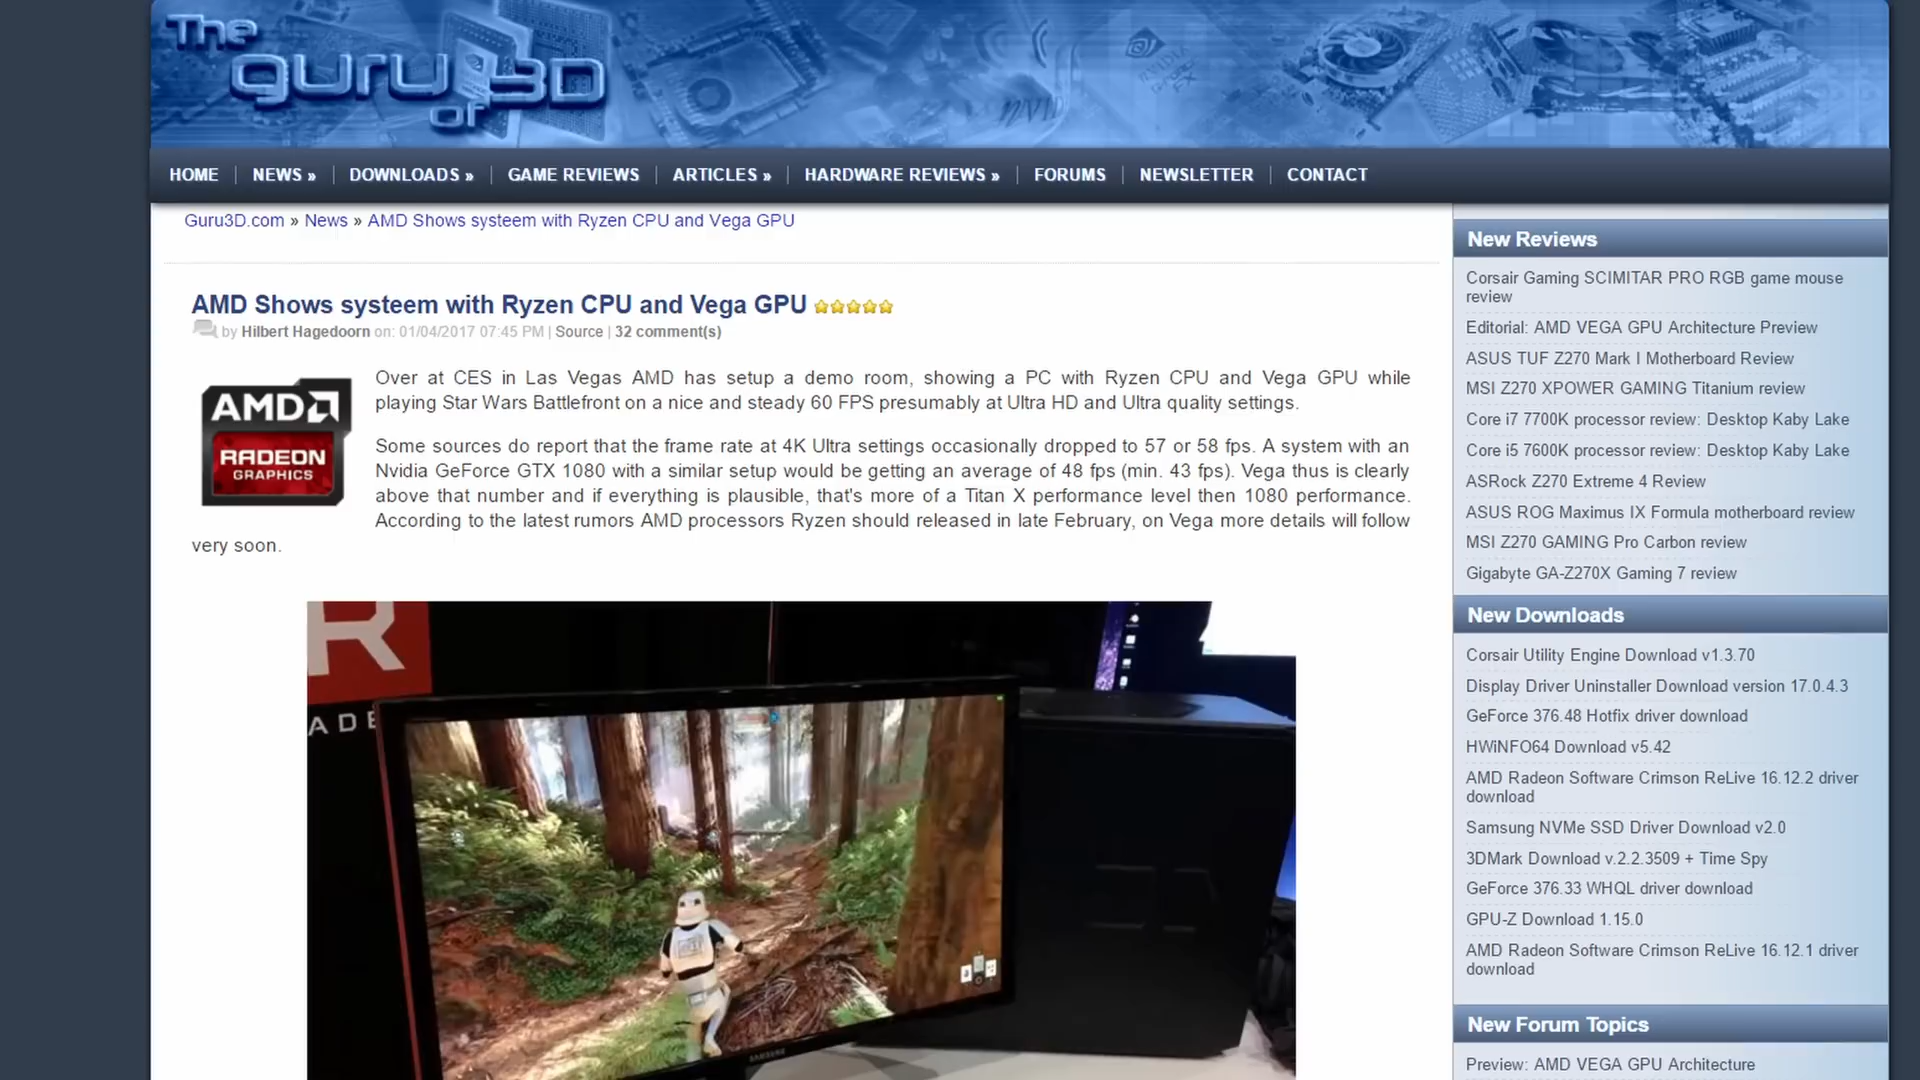 The
guru
of 3D
HOME | NEWS » | DOWNLOADS » | GAME REVIEWS | ARTICLES » | HARDWARE REVIEWS » | FORUMS | NEWSLETTER | CONTACT
Guru3D.com » News » AMD Shows systeem with Ryzen CPU and Vega GPU
AMD Shows systeem with Ryzen CPU and Vega GPU
by Hilbert Hagedoorn on: 01/04/2017 07:45 PM | Source | 32 comment(s)
AMD
RADEON
GRAPHICS
Over at CES in Las Vegas AMD has setup a demo room, showing a PC with Ryzen CPU and Vega GPU while
playing Star Wars Battlefront on a nice and steady 60 FPS presumably at Ultra HD and Ultra quality settings.
Some sources do report that the frame rate at 4K Ultra settings occasionally dropped to 57 or 58 fps. A system with an
Nvidia GeForce GTX 1080 with a similar setup would be getting an average of 48 fps (min. 43 fps). Vega thus is clearly
above that number and if everything is plausible, that's more of a Titan X performance level then 1080 performance.
According to the latest rumors AMD processors Ryzen should released in late February, on Vega more details will follow
very soon.
R
ADE
SAMSUNG
New Reviews
Corsair Gaming SCIMITAR PRO RGB game mouse
review
Editorial: AMD VEGA GPU Architecture Preview
ASUS TUF Z270 Mark I Motherboard Review
MSI Z270 XPOWER GAMING Titanium review
Core i7 7700K processor review: Desktop Kaby Lake
Core i5 7600K processor review: Desktop Kaby Lake
ASRock Z270 Extreme 4 Review
ASUS ROG Maximus IX Formula motherboard review
MSI Z270 GAMING Pro Carbon review
Gigabyte GA-Z270X Gaming 7 review
New Downloads
Corsair Utility Engine Download v1.3.70
Display Driver Uninstaller Download version 17.0.4.3
GeForce 376.48 Hotfix driver download
HWiNFO64 Download v5.42
AMD Radeon Software Crimson ReLive 16.12.2 driver
download
Samsung NVMe SSD Driver Download v2.0
3DMark Download v.2.2.3509 + Time Spy
GeForce 376.33 WHQL driver download
GPU-Z Download 1.15.0
AMD Radeon Software Crimson ReLive 16.12.1 driver
download
New Forum Topics
Preview: AMD VEGA GPU Architecture